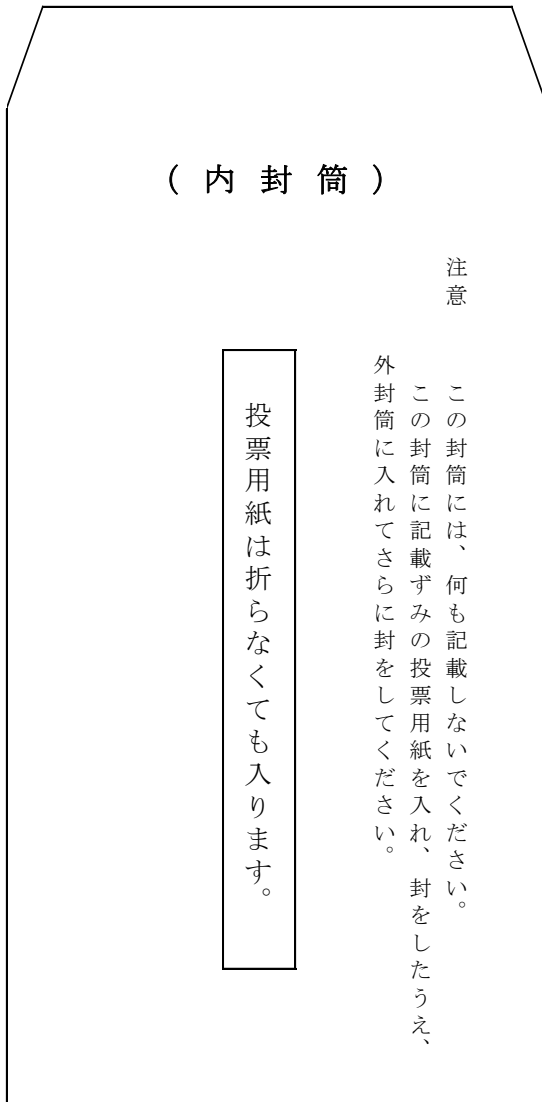 (内封筒)
注意　この封筒には、何も記載しないでください。
この封筒に記載ずみの投票用紙を入れ、封をしたうえ、
外封筒に入れてさらに封をしてください。
投票用紙は折らなくても入ります。